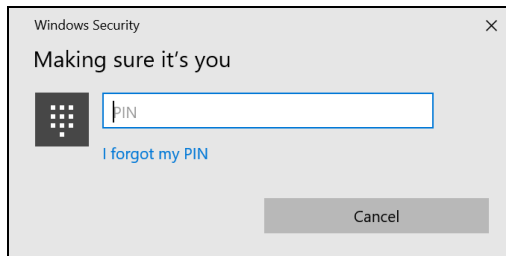 Windows Security
Making sure it's you
PIN
I forgot my PIN
Cancel